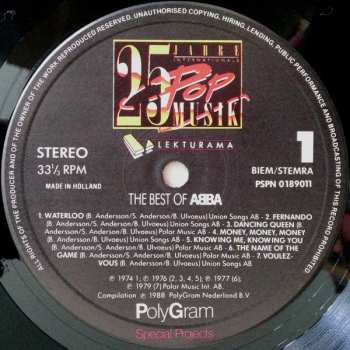 ALL RIGHTS OF THE PRODUCER AND OF THE OWNER OF THE WORK REPRODUCED RESERVED. UNAUTHORISED COPYING, HIRING, LENDING, PUBLIC PERFORMANCE AND BROADCASTING OF THIS RECORD PROHIBITED!
25 JAHRE
INTERNATIONALE
Pop
MUSIK
LEKTURAMA
STEREO
33⅓ RPM
MADE IN HOLLAND
1
BIEM/STEMRA
PSPN 0189011
THE BEST OF ABBA
1. WATERLOO (B. Andersson/S. Anderson/B. Ulvaeus) Union Songs AB - 2. FERNANDO
(B. Andersson/S. Anderson/B. Ulvaeus) Union Songs AB - 3. DANCING QUEEN (B. Andersson/
S. Anderson/B. Ulvaeus) Polar Music AB - 4. MONEY, MONEY, MONEY
(B. Andersson/B. Ulvaeus) Union Songs AB - 5. KNOWING ME, KNOWING YOU
(B. Andersson/S. Anderson/B. Ulvaeus) Polar Music AB - 6. THE NAME OF THE
GAME (B. Andersson/S. Anderson/B. Ulvaeus) Union Songs AB - 7. VOULEZ-
VOUS (B. Andersson/B. Ulvaeus) Union Songs AB
℗ 1974 1; ℗ 1976 (2, 3, 4, 5); ℗ 1977 (6);
℗ 1979 (7) Polar Music Int. AB.
Compilation ℗ 1988 PolyGram Nederland B.V.
PolyGram
Special Projects